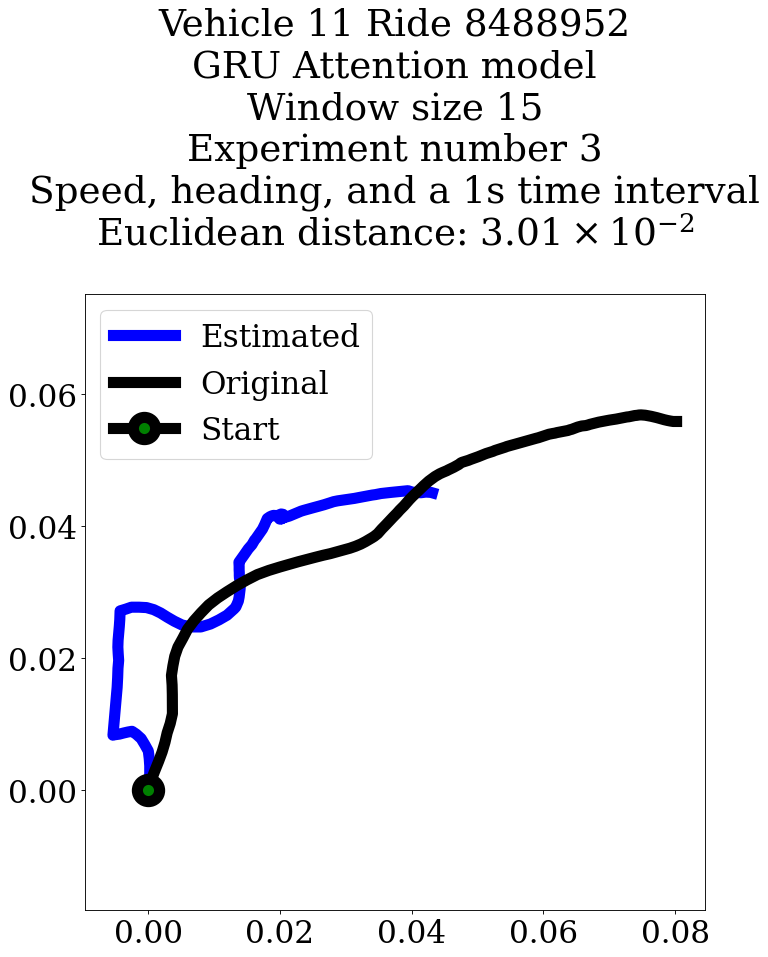 Vehicle 11 Ride 8488952
GRU Attention model
Window size 15
Experiment number 3
Speed, heading, and a 1s time interval
Euclidean distance: 3.01 × 10⁻²
Estimated
Original
Start
0.06
0.04
0.02
0.00
0.00 0.02 0.04 0.06 0.08